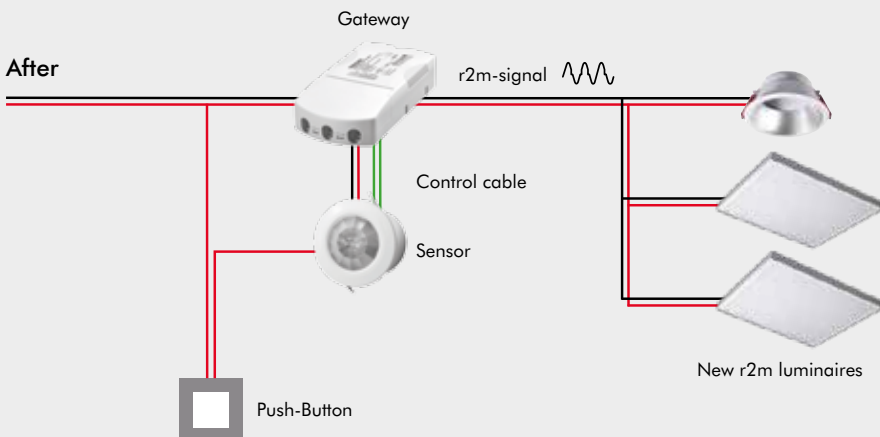 Gateway
After
r2m-signal
Control cable
Sensor
New r2m luminaires
Push-Button